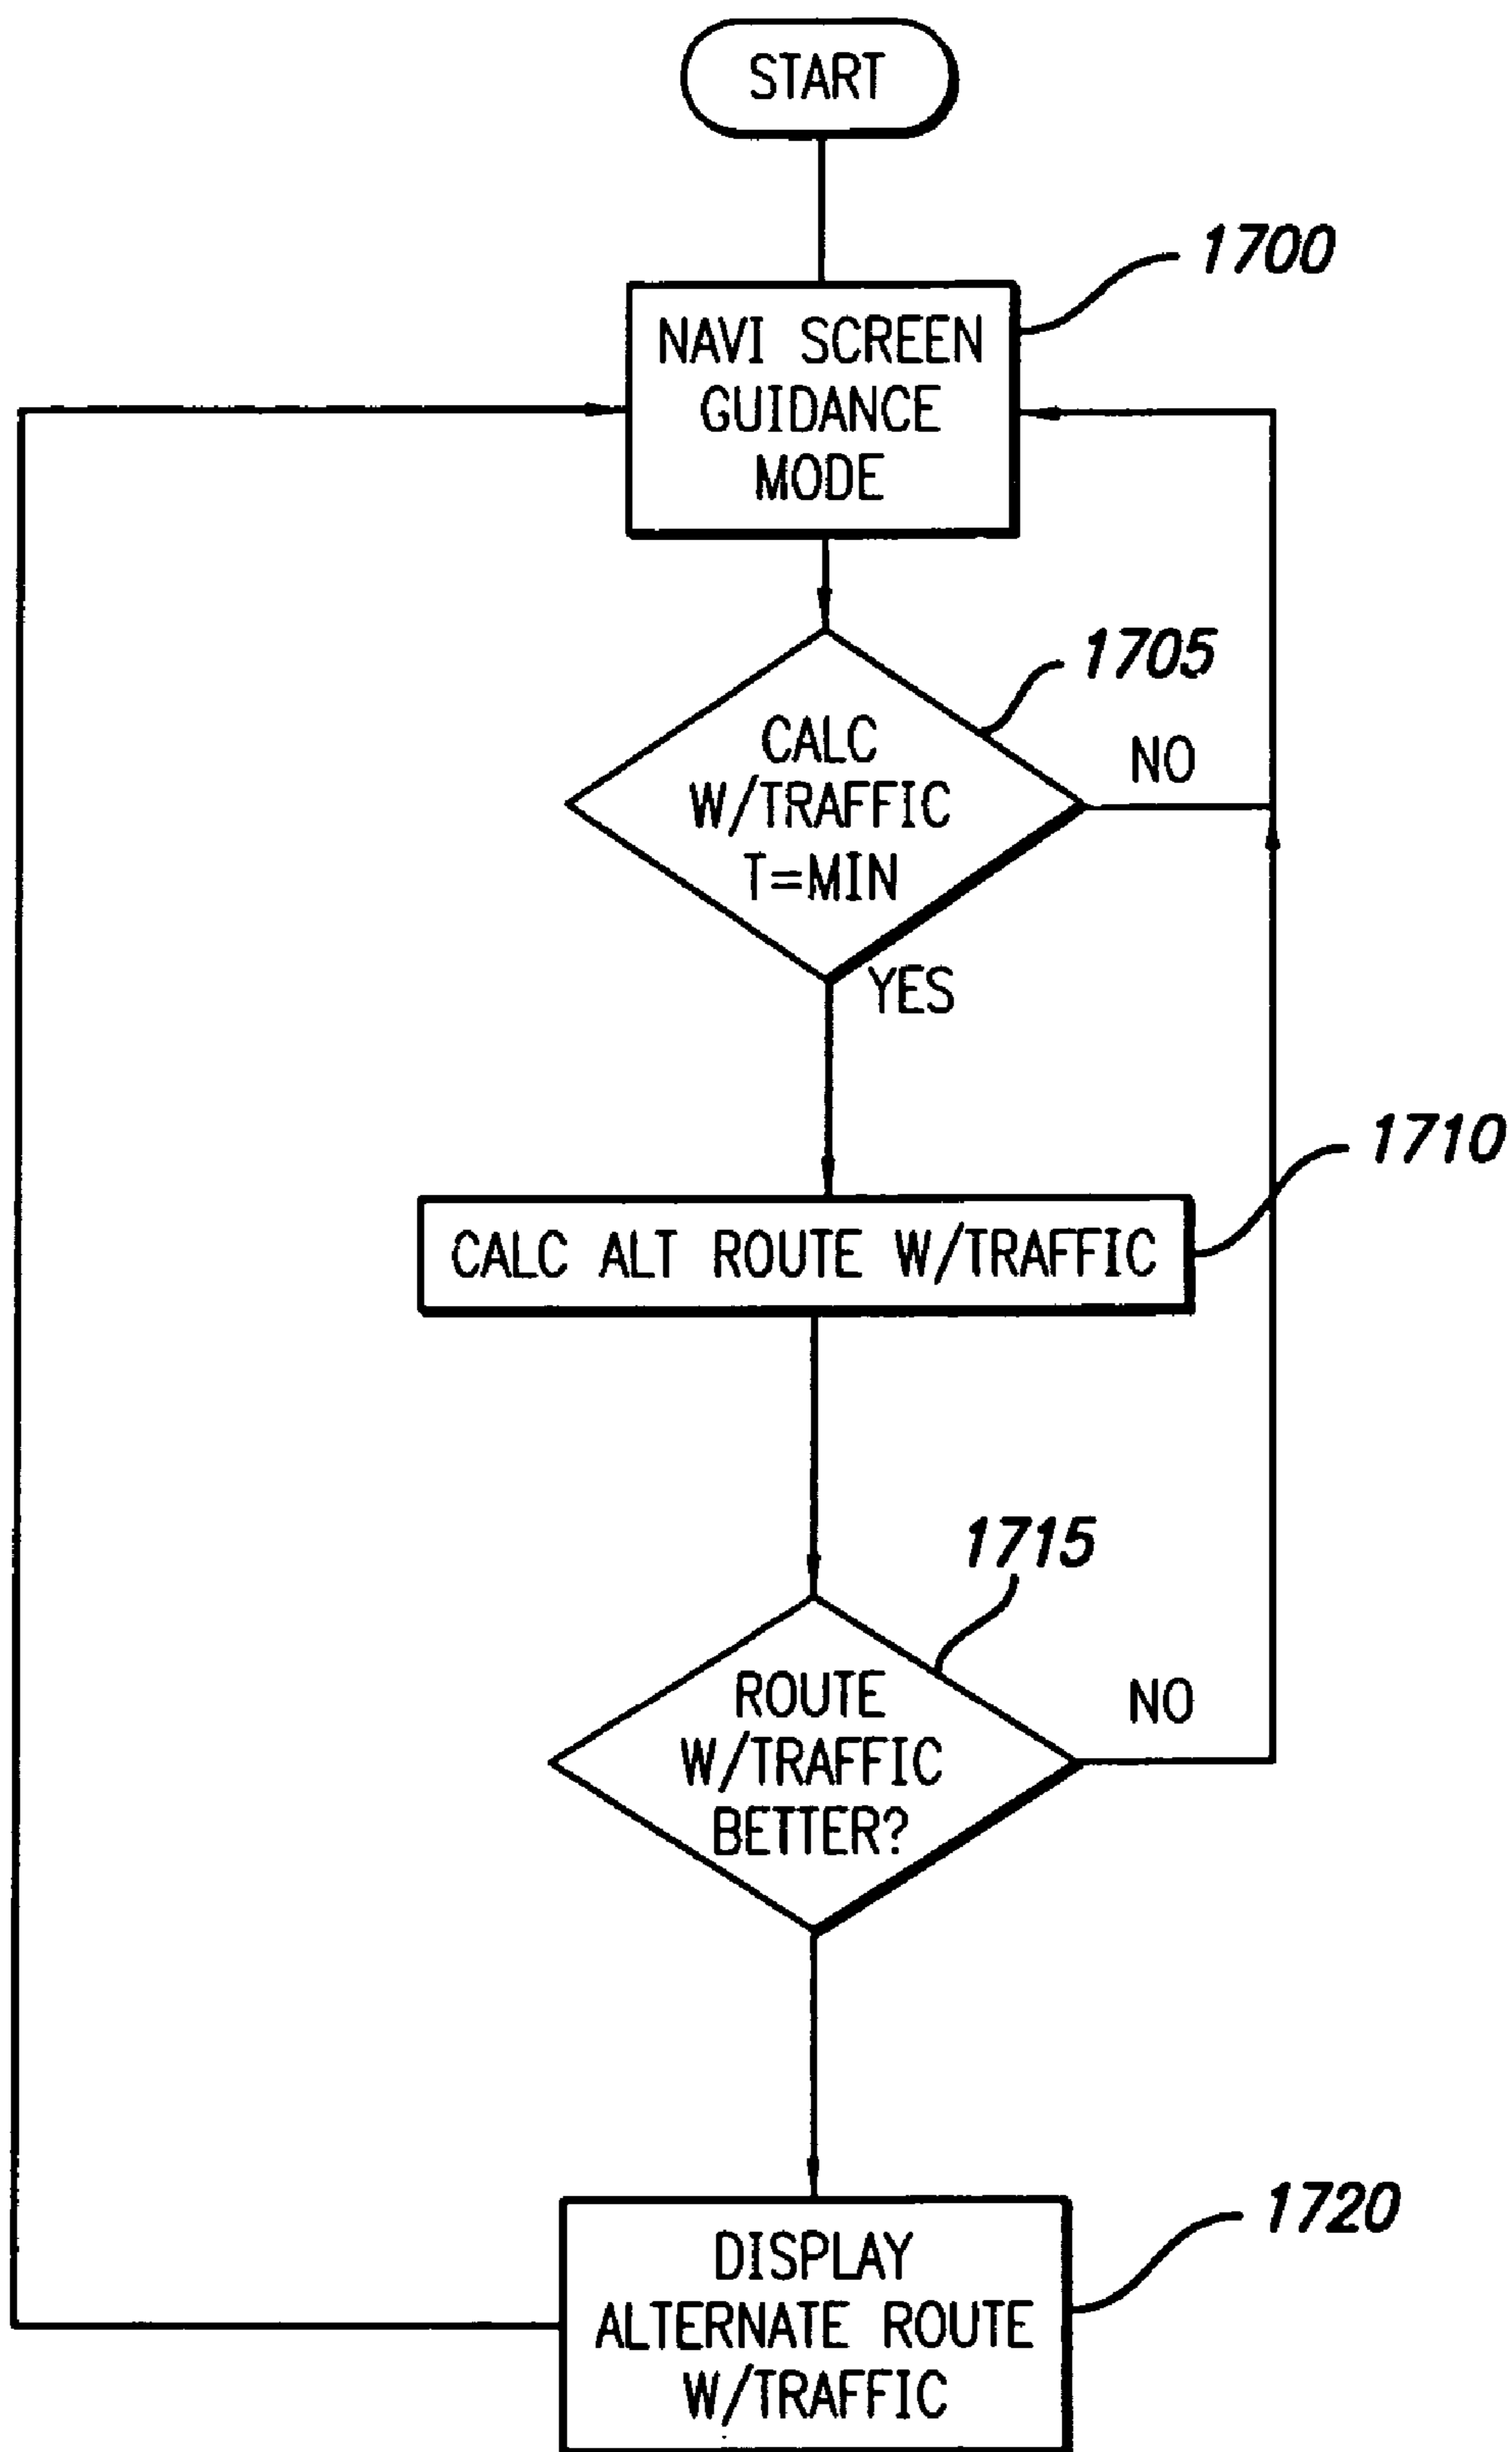 START
1700
NAVI SCREEN
GUIDANCE
MODE
1705
CALC
W/TRAFFIC
T=MIN
NO
YES
1710
CALC ALT ROUTE W/TRAFFIC
1715
ROUTE
W/TRAFFIC
BETTER?
NO
1720
DISPLAY
ALTERNATE ROUTE
W/TRAFFIC